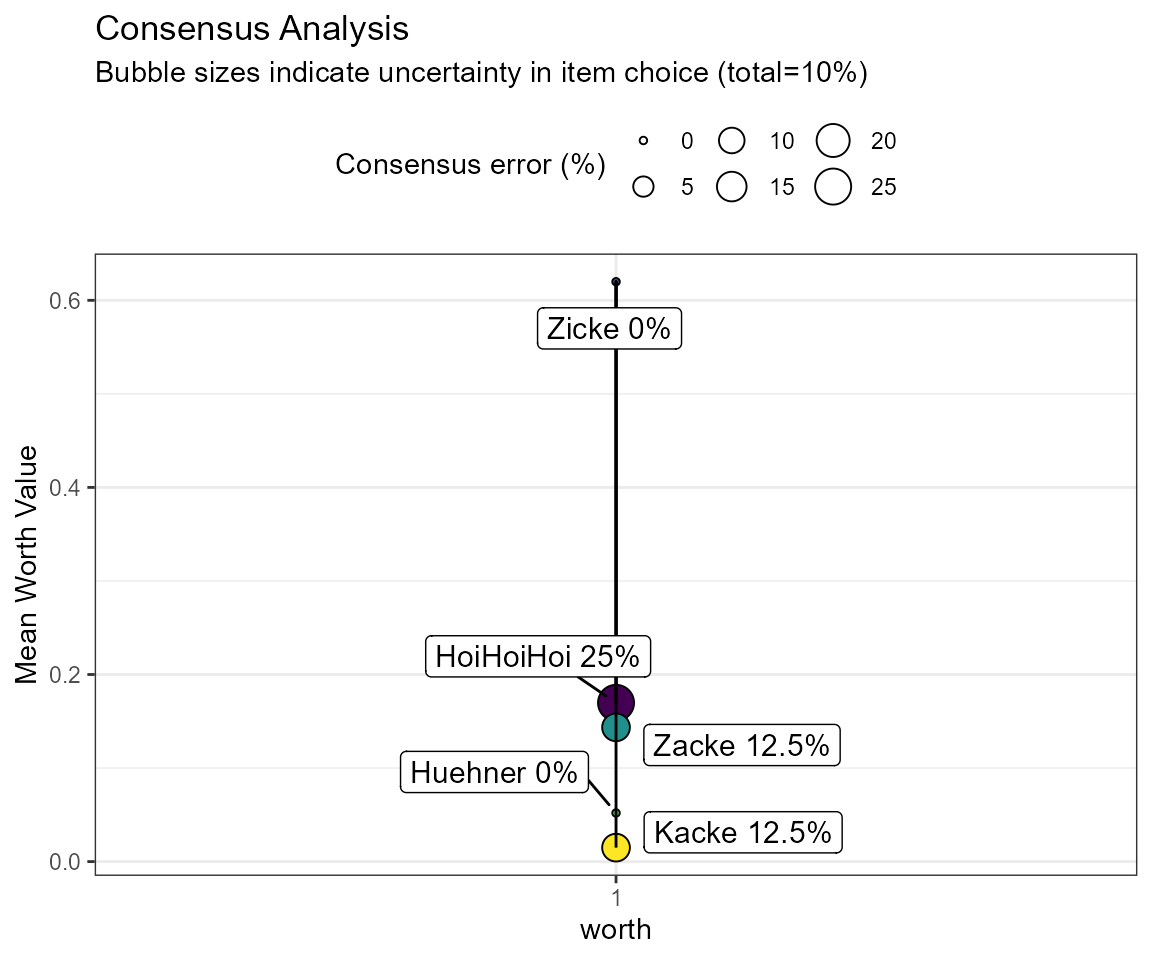 Consensus Analysis
Bubble sizes indicate uncertainty in item choice (total=10%)
Consensus error (%)
0
10
20
5
15
25
Mean Worth Value
0.6
0.4
0.2
0.0
Zicke 0%
HoiHoiHoi 25%
Zacke 12.5%
Huehner 0%
Kacke 12.5%
1
worth